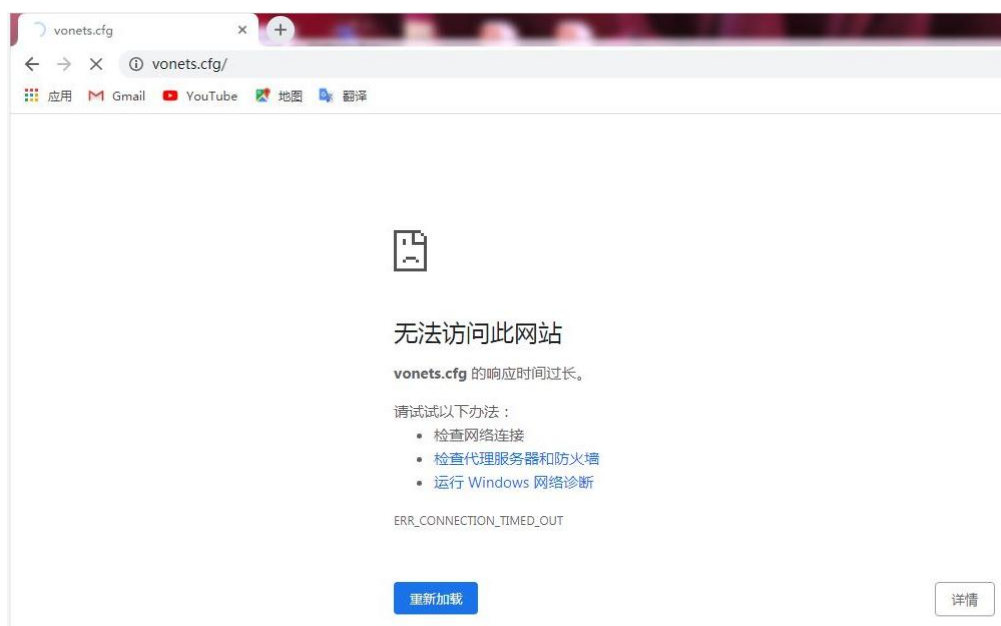 vonets.cfg
vonets.cfg/
应用 Gmail YouTube 地图 翻译
无法访问此网站
vonets.cfg 的响应时间过长。
请试试以下办法：
检查网络连接
检查代理服务器和防火墙
运行 Windows 网络诊断
ERR_CONNECTION_TIMED_OUT
重新加载
详情